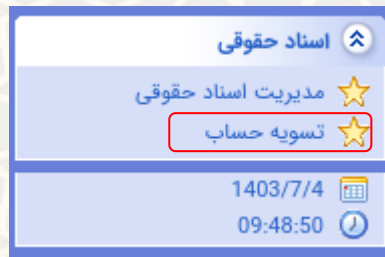 اسناد حقوقی
مدیریت اسناد حقوقی
تسویه حساب
1403/7/4
09:48:50